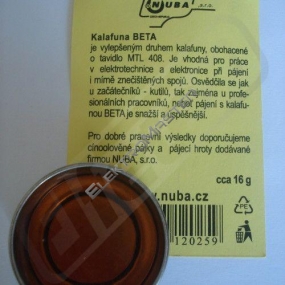 NUBA
s.r.o.
Kalafuna BETA
je vylepšeným druhem kalafuny, obohacené
o tavidlo MTL 408. Je vhodná pro práci
v elektrotechnice a elektronice při pájení
i mírně znečištěných spojů. Osvědčila se jak
u začátečníků - kutilů, tak zejména u profe-
sionálních pracovníků, neboť pájení s kalafu-
nou BETA je snazší a úspěšnější.
Pro dobré pracovní výsledky doporučujeme
cínoolověné pájky a pájecí hroty dodávané
firmou NUBA, s.r.o.
cca 16 g
www.nuba.cz
120259
PE